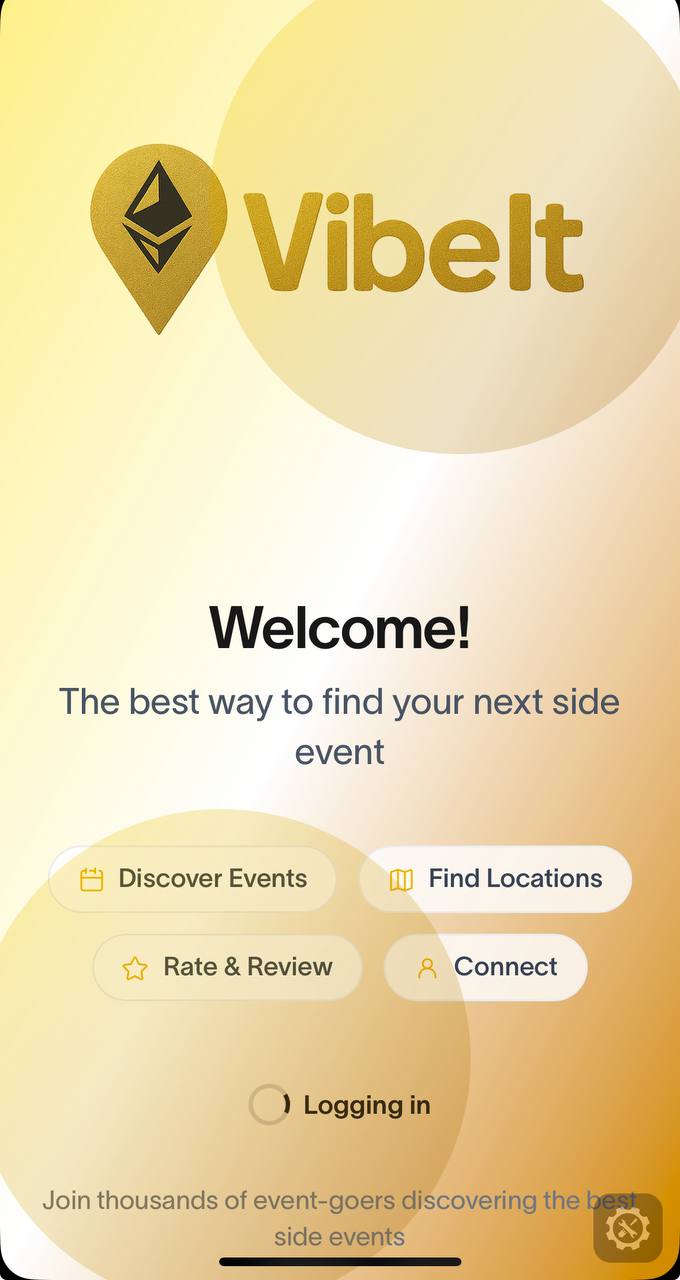 VibeIt
Welcome!
The best way to find your next side
event
Discover Events
Find Locations
Rate & Review
Connect
Logging in
Join thousands of event-goers discovering the best
side events